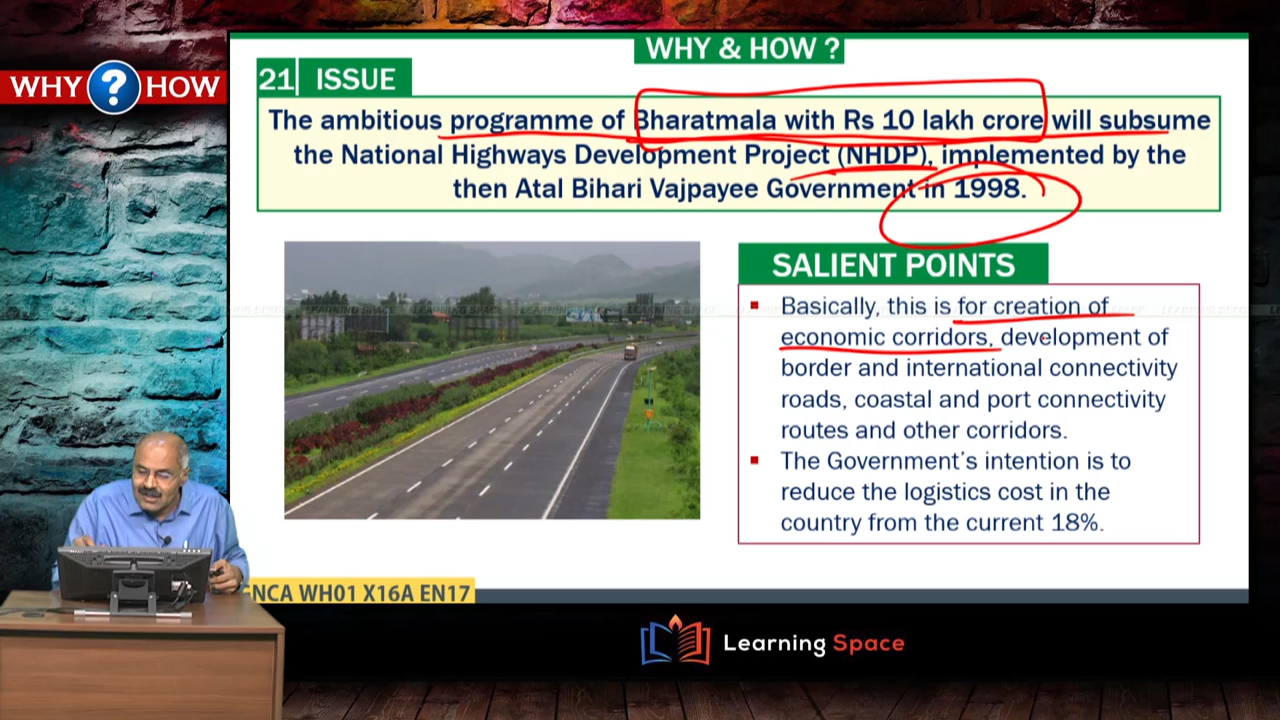 WHY & HOW ?
WHY ? HOW
21 ISSUE
The ambitious programme of Bharatmala with Rs 10 lakh crore will subsume
the National Highways Development Project (NHDP), implemented by the
then Atal Bihari Vajpayee Government in 1998.
SALIENT POINTS
Basically, this is for creation of
economic corridors, development of
border and international connectivity
roads, coastal and port connectivity
routes and other corridors.
The Government's intention is to
reduce the logistics cost in the
country from the current 18%.
NCA WH01 X16A EN17
Learning Space